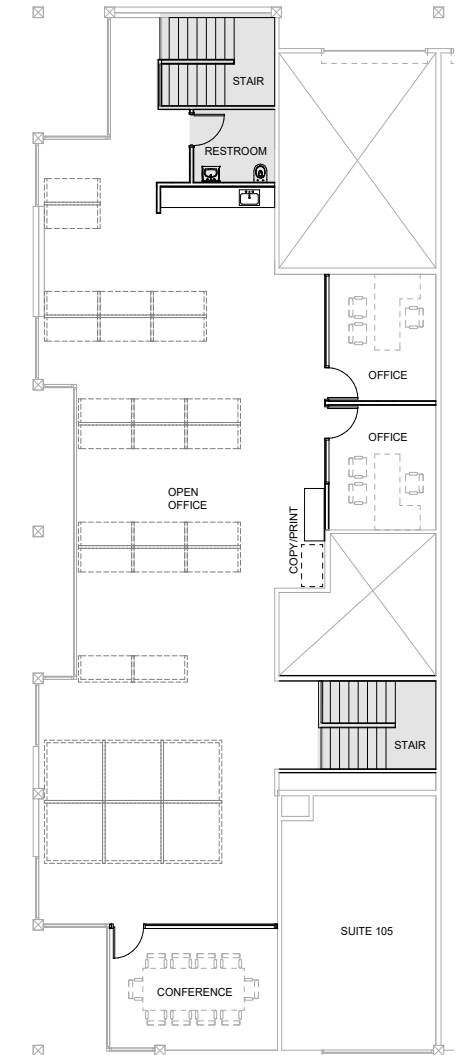 STAIR
RESTROOM
OFFICE
OFFICE
OPEN
OFFICE
COPY/PRINT
STAIR
SUITE 105
CONFERENCE